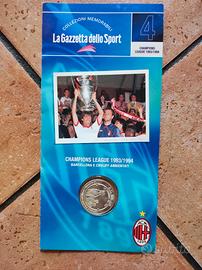 COLLEZIONI MEMORABILI
La Gazzetta dello Sport
4
CHAMPIONS
LEAGUE 1993/1994
CHAMPIONS LEAGUE 1993/1994
BARCELLONA E CRUIJFF ANNIENTATI